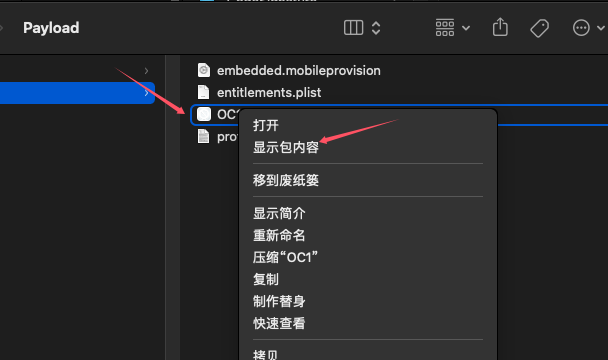 Payload
embedded.mobileprovision
entitlements.plist
OC1
打开
显示包内容
移到废纸篓
显示简介
重新命名
压缩“OC1”
复制
制作替身
快速查看
拷贝